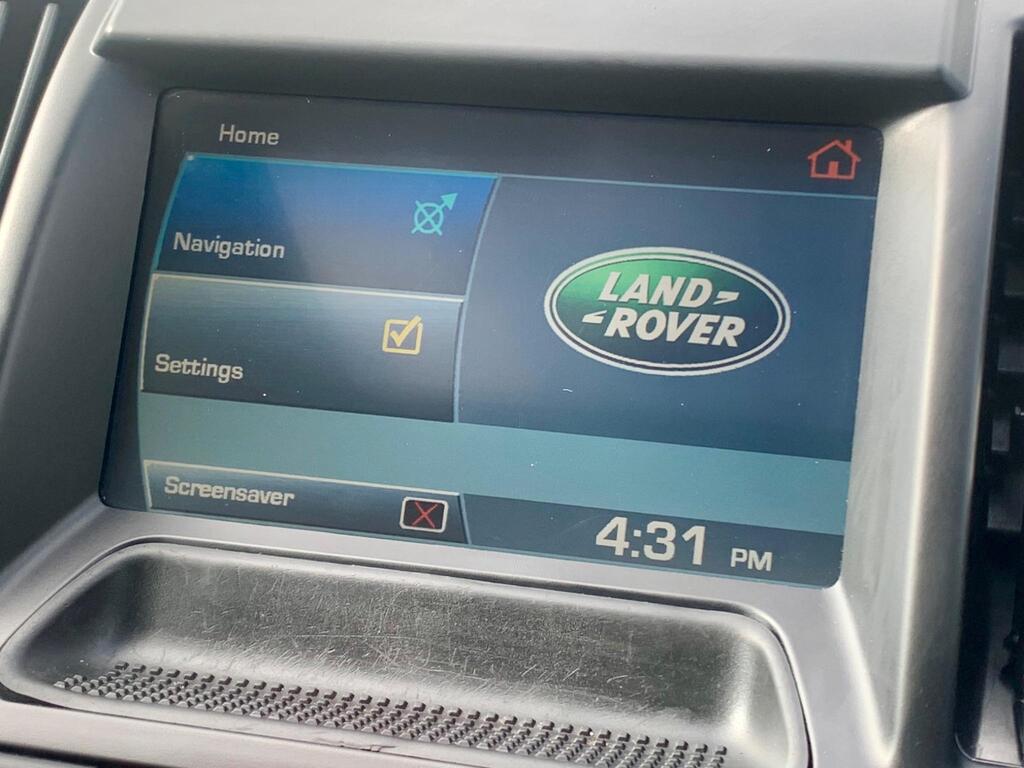 Home
Navigation
LAND
ROVER
Settings
Screensaver
4:31 PM